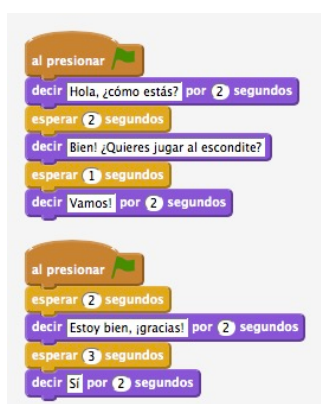 al presionar
decir Hola, ¿cómo estás? por 2 segundos
esperar 2 segundos
decir Bien! ¿Quieres jugar al escondite?
esperar 1 segundos
decir Vamos! por 2 segundos
al presionar
esperar 2 segundos
decir Estoy bien, ¡gracias! por 2 segundos
esperar 3 segundos
decir Sí por 2 segundos